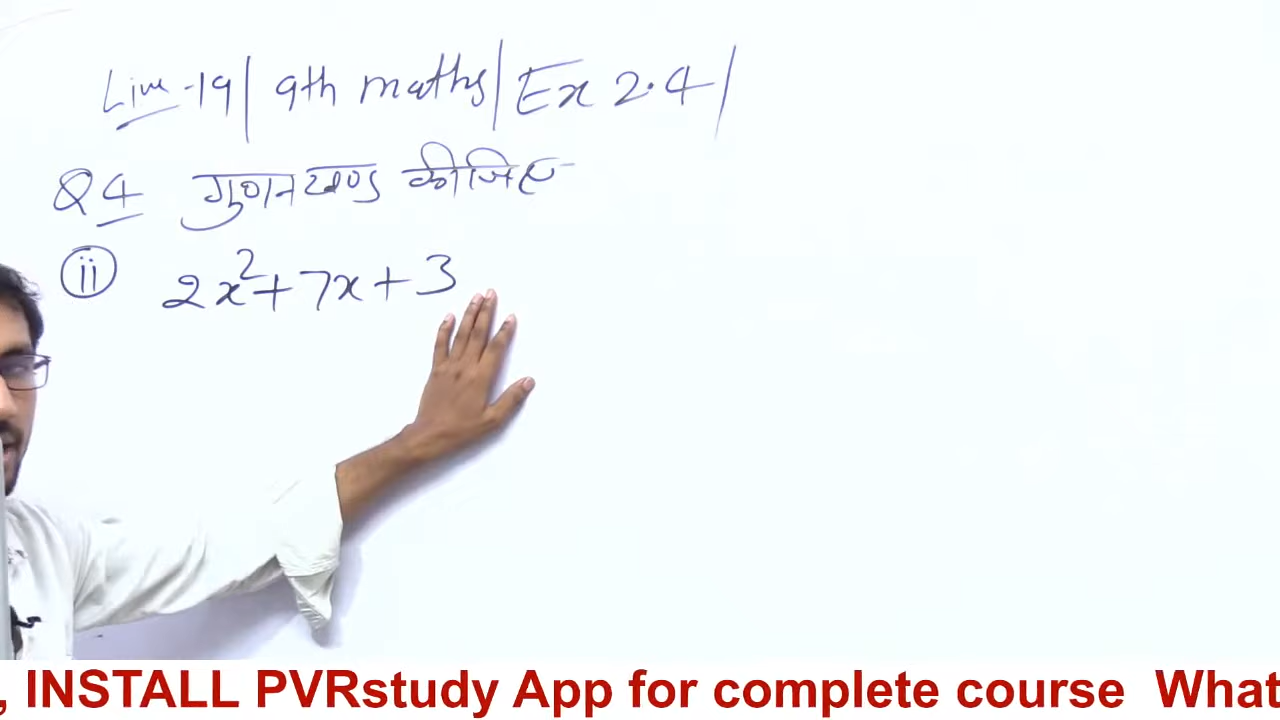 Live-19| 9th maths| Ex 2.4|
Q4 गुणनखण्ड कीजिए
ii 2x²+7x+3
, INSTALL PVRstudy App for complete course What